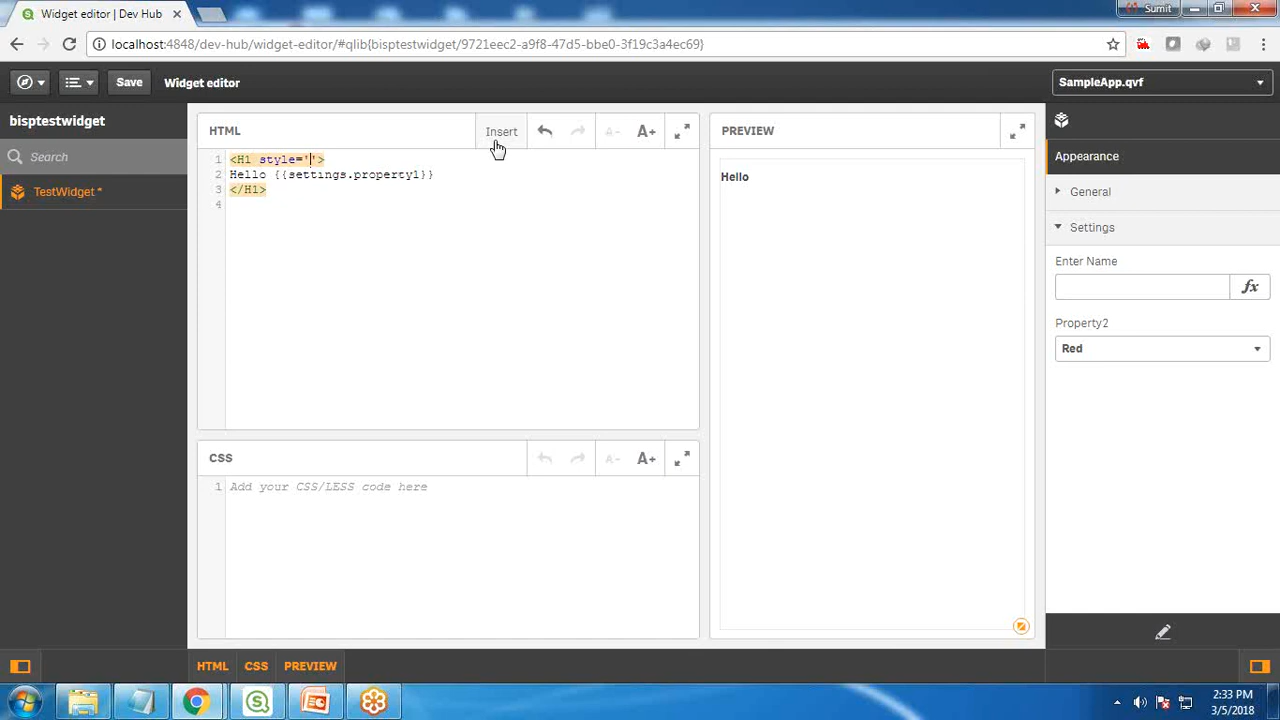 Widget editor | Dev Hub
Sumit
localhost:4848/dev-hub/widget-editor/#qlib{bisptestwidget/9721eec2-a9f8-47d5-bbe0-3f19c3a4ec69}
Save
Widget editor
SampleApp.qvf
bisptestwidget
Search
TestWidget *
HTML
Insert
A-
A+
1 <H1 style=''>
2 Hello {{settings.property1}}
3 </H1>
4
CSS
A-
A+
1 Add your CSS/LESS code here
PREVIEW
Hello
Appearance
General
Settings
Enter Name
fx
Property2
Red
HTML
CSS
PREVIEW
2:33 PM
3/5/2018